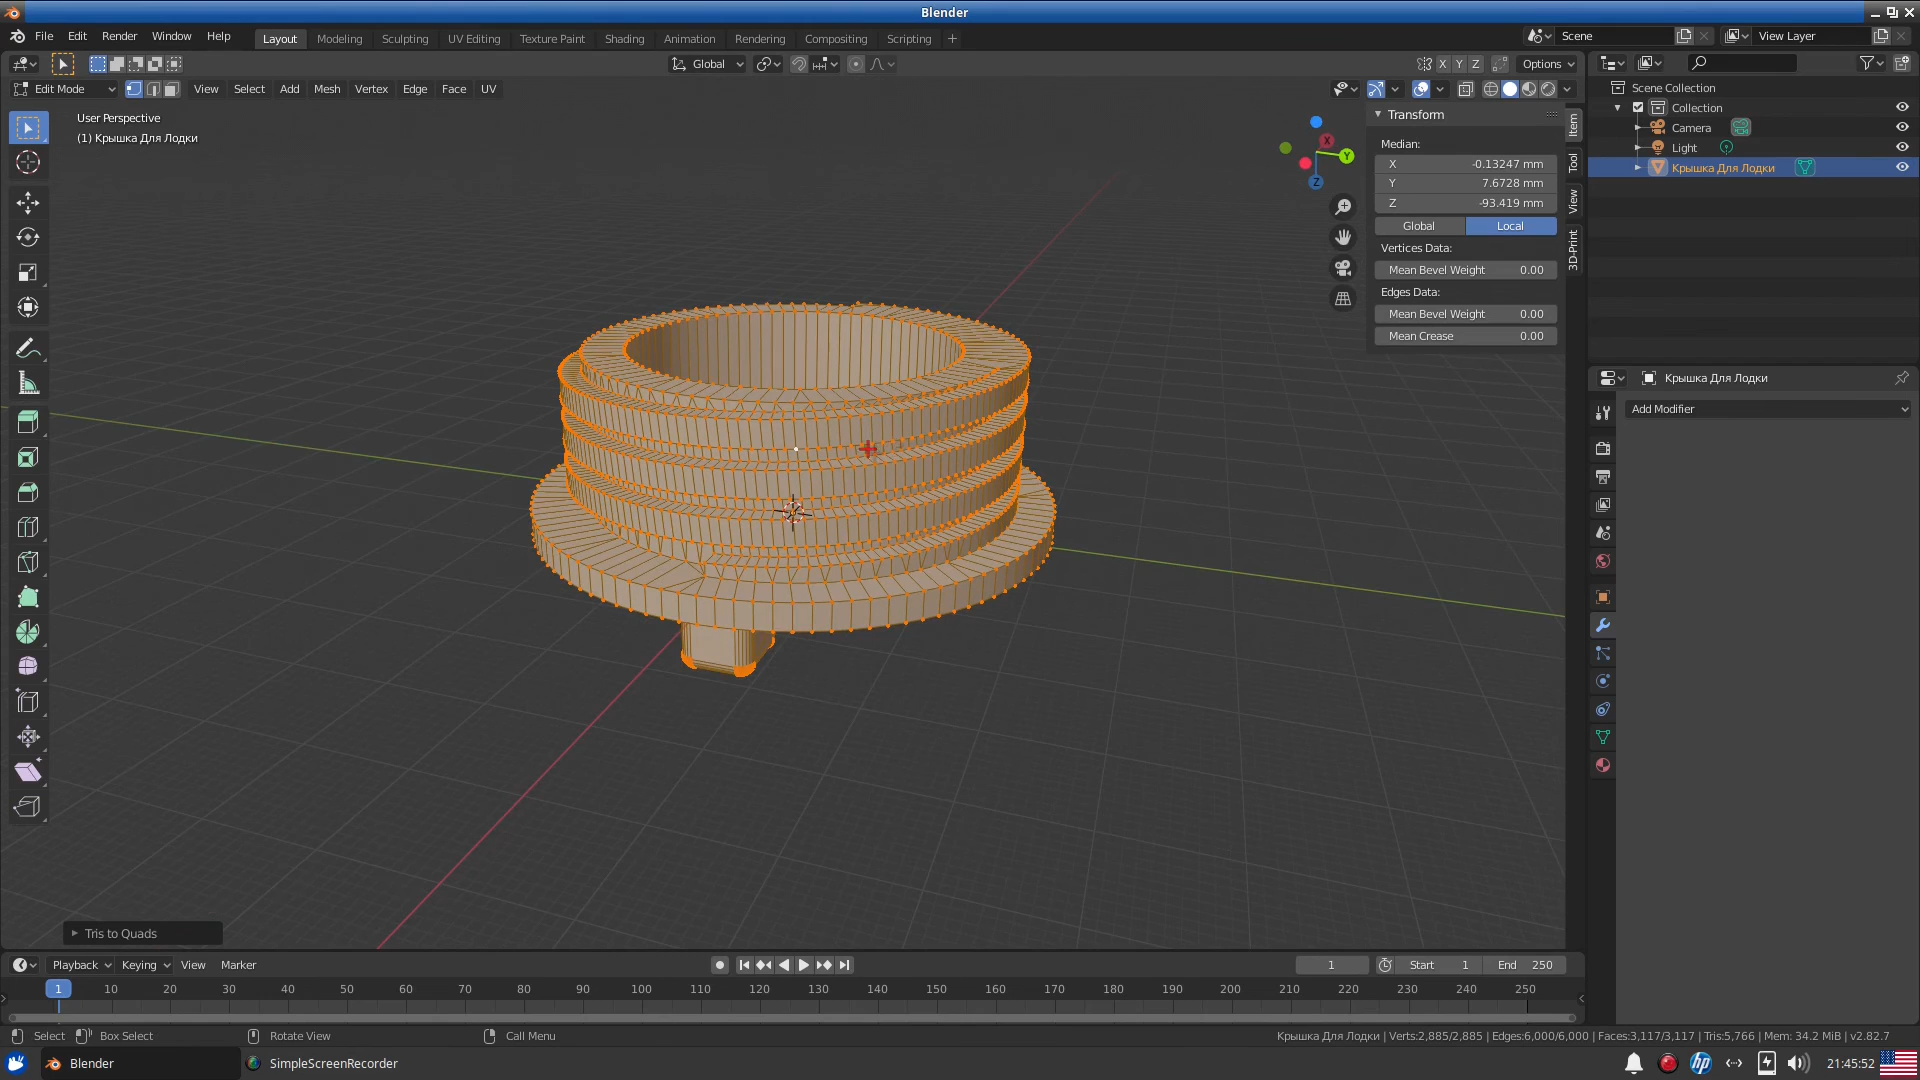 Blender
File Edit Render Window Help
Layout Modeling Sculpting UV Editing Texture Paint Shading Animation Rendering Compositing Scripting
Scene
View Layer
Global
X Y Z Options
Edit Mode View Select Add Mesh Vertex Edge Face UV
User Perspective
(1) Крышка Для Лодки
X
Y
Z
Transform
Median:
X -0.13247 mm
Y 7.6728 mm
Z -93.419 mm
Global Local
Vertices Data:
Mean Bevel Weight 0.00
Edges Data:
Mean Bevel Weight 0.00
Mean Crease 0.00
Item
Tool
View
3D-Print
Scene Collection
Collection
Camera
Light
Крышка Для Лодки
Крышка Для Лодки
Add Modifier
Tris to Quads
Playback Keying View Marker
1 Start 1 End 250
1 10 20 30 40 50 60 70 80 90 100 110 120 130 140 150 160 170 180 190 200 210 220 230 240 250
Select Box Select Rotate View Call Menu
Крышка Для Лодки | Verts:2,885/2,885 | Edges:6,000/6,000 | Faces:3,117/3,117 | Tris:5,766 | Mem: 34.2 MiB | v2.82.7
Blender SimpleScreenRecorder
hp
21:45:52